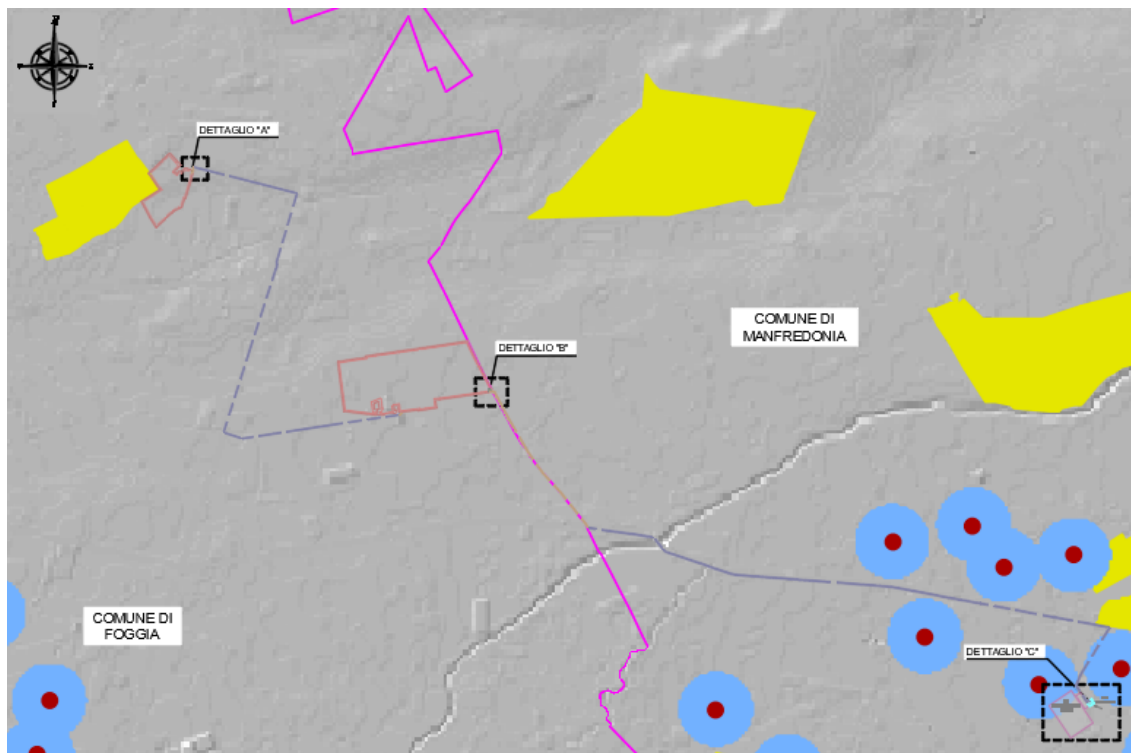 DETTAGLIO "A"
COMUNE DI
MANFREDONIA
DETTAGLIO "B"
COMUNE DI
FOGGIA
DETTAGLIO "C"